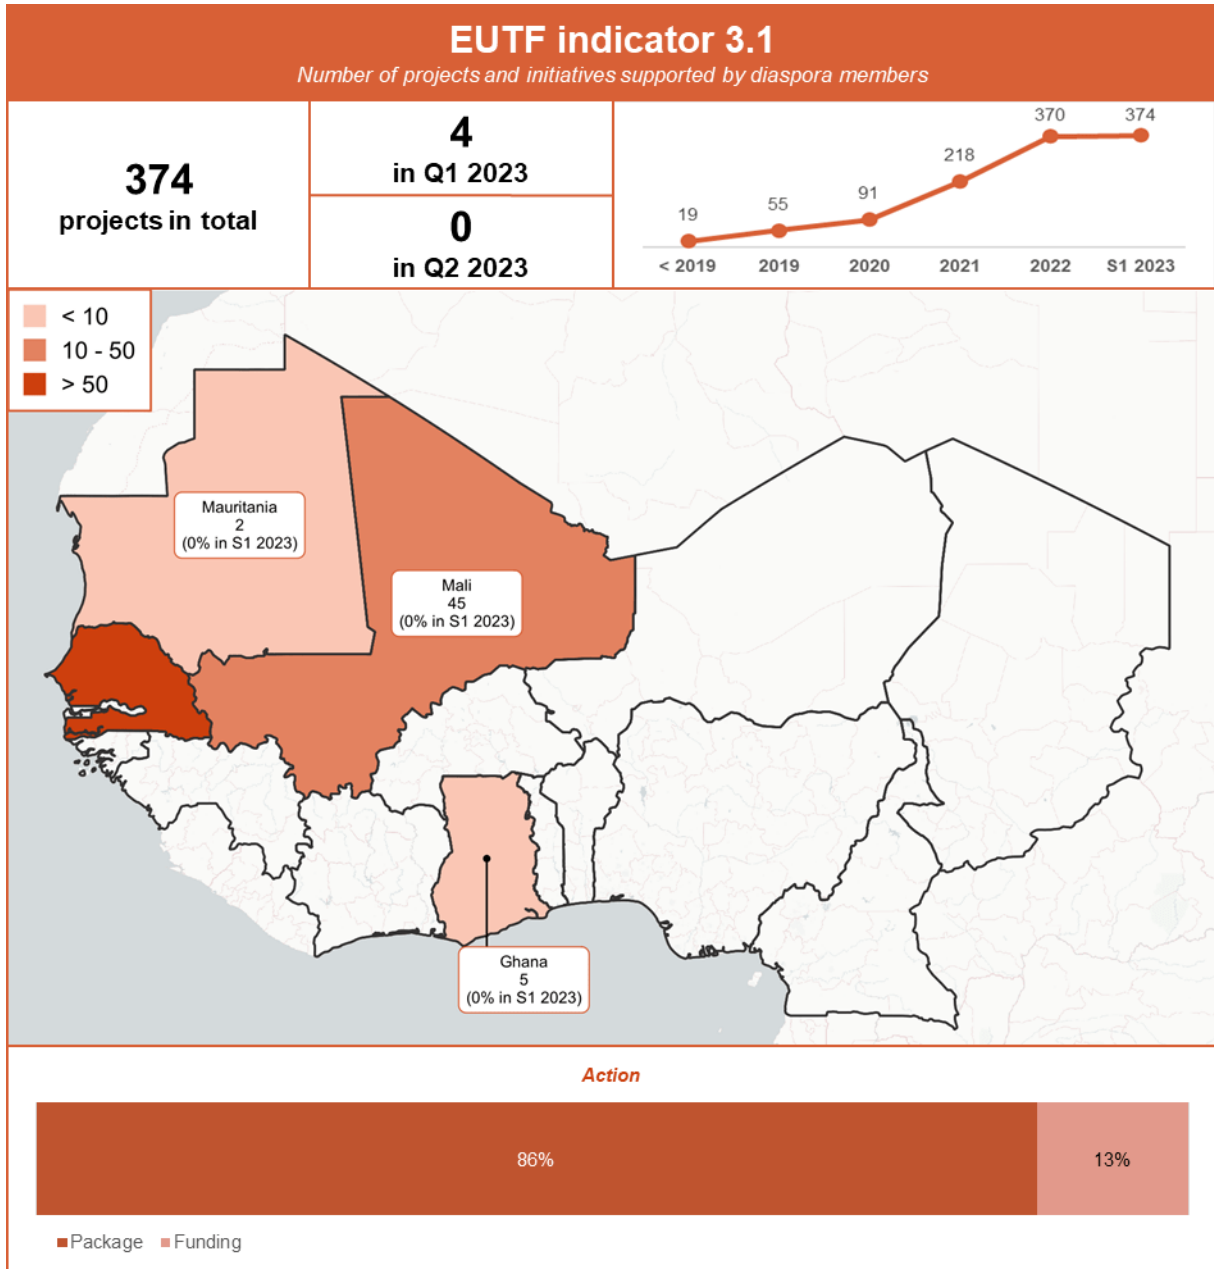 EUTF indicator 3.1
Number of projects and initiatives supported by diaspora members
374
projects in total
4
in Q1 2023
0
in Q2 2023
19
55
91
218
370
374
< 2019
2019
2020
2021
2022
S1 2023
< 10
10 - 50
> 50
Mauritania
2
(0% in S1 2023)
Mali
45
(0% in S1 2023)
Ghana
5
(0% in S1 2023)
Action
86%
13%
Package
Funding